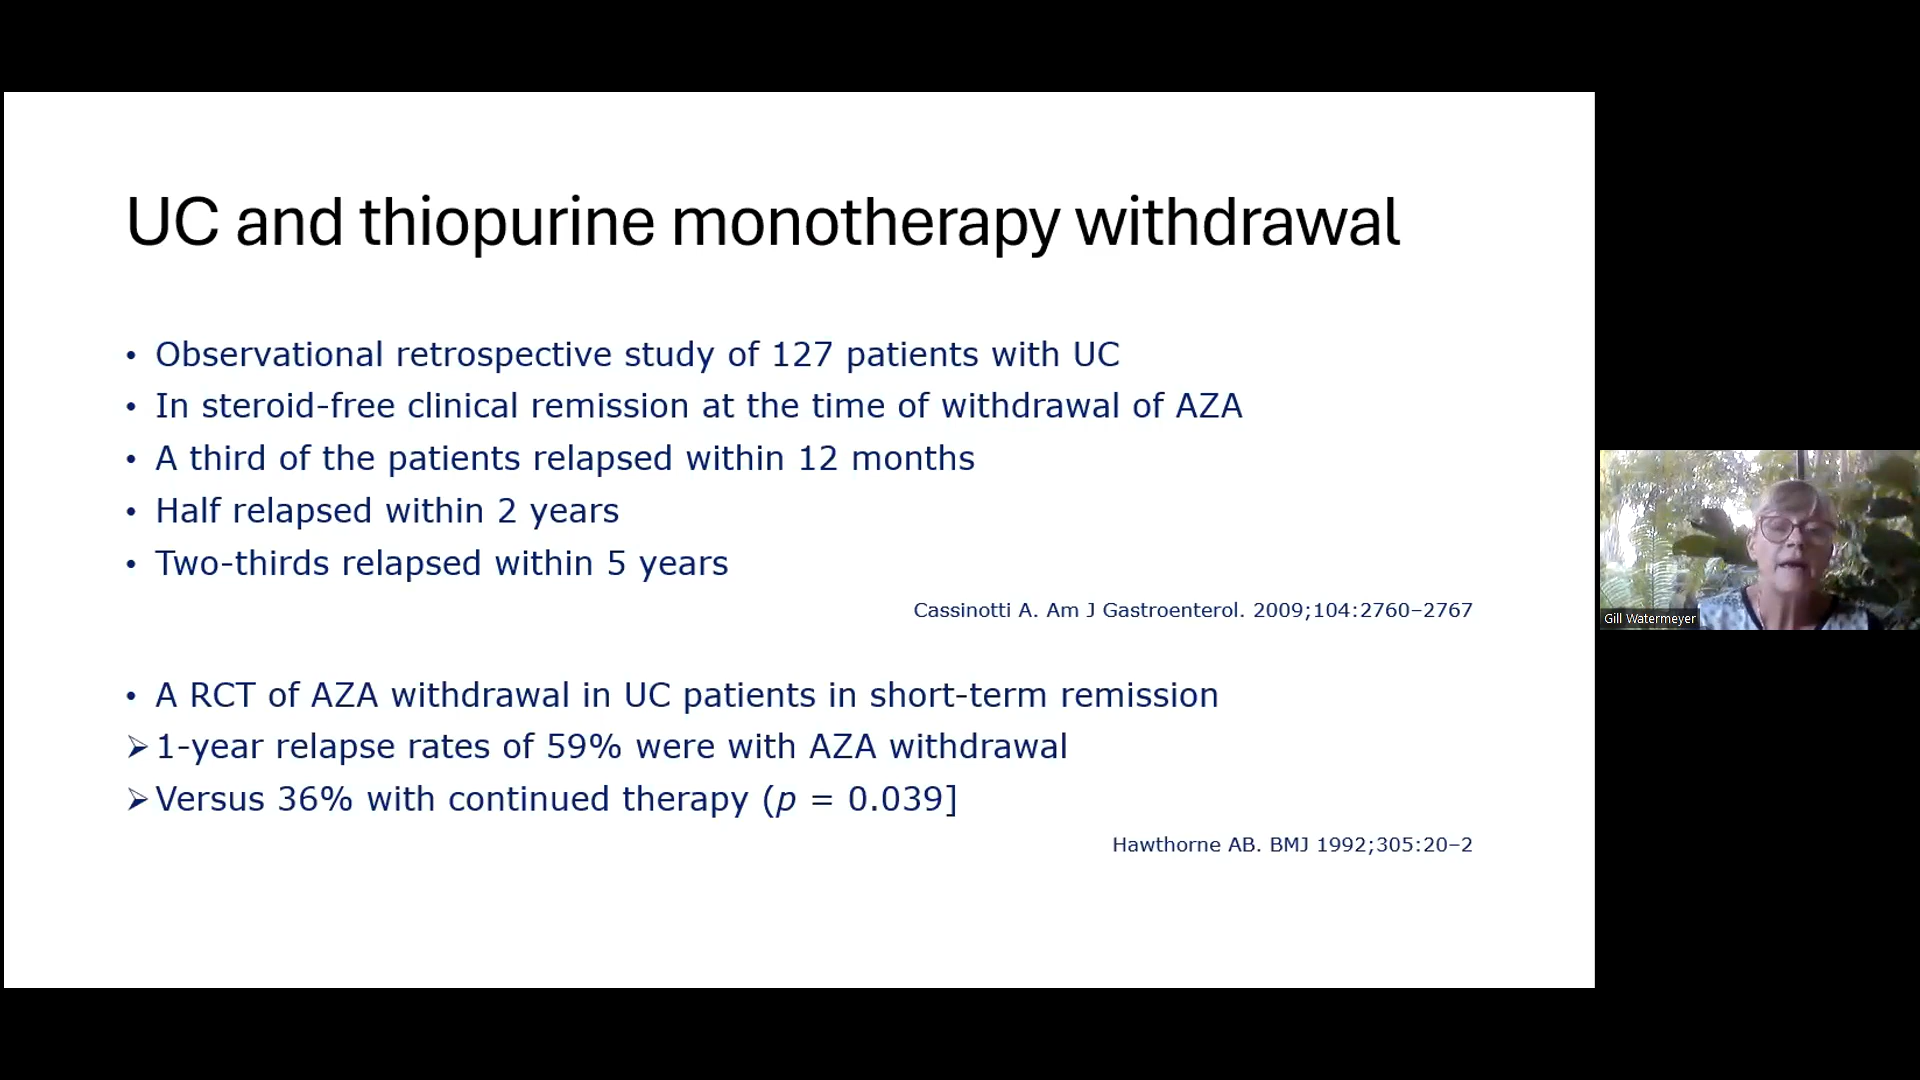 UC and thiopurine monotherapy withdrawal
• Observational retrospective study of 127 patients with UC
• In steroid-free clinical remission at the time of withdrawal of AZA
• A third of the patients relapsed within 12 months
• Half relapsed within 2 years
• Two-thirds relapsed within 5 years
Cassinotti A. Am J Gastroenterol. 2009;104:2760–2767
• A RCT of AZA withdrawal in UC patients in short-term remission
➢ 1-year relapse rates of 59% were with AZA withdrawal
➢ Versus 36% with continued therapy (p = 0.039]
Hawthorne AB. BMJ 1992;305:20–2
Gill Watermeyer